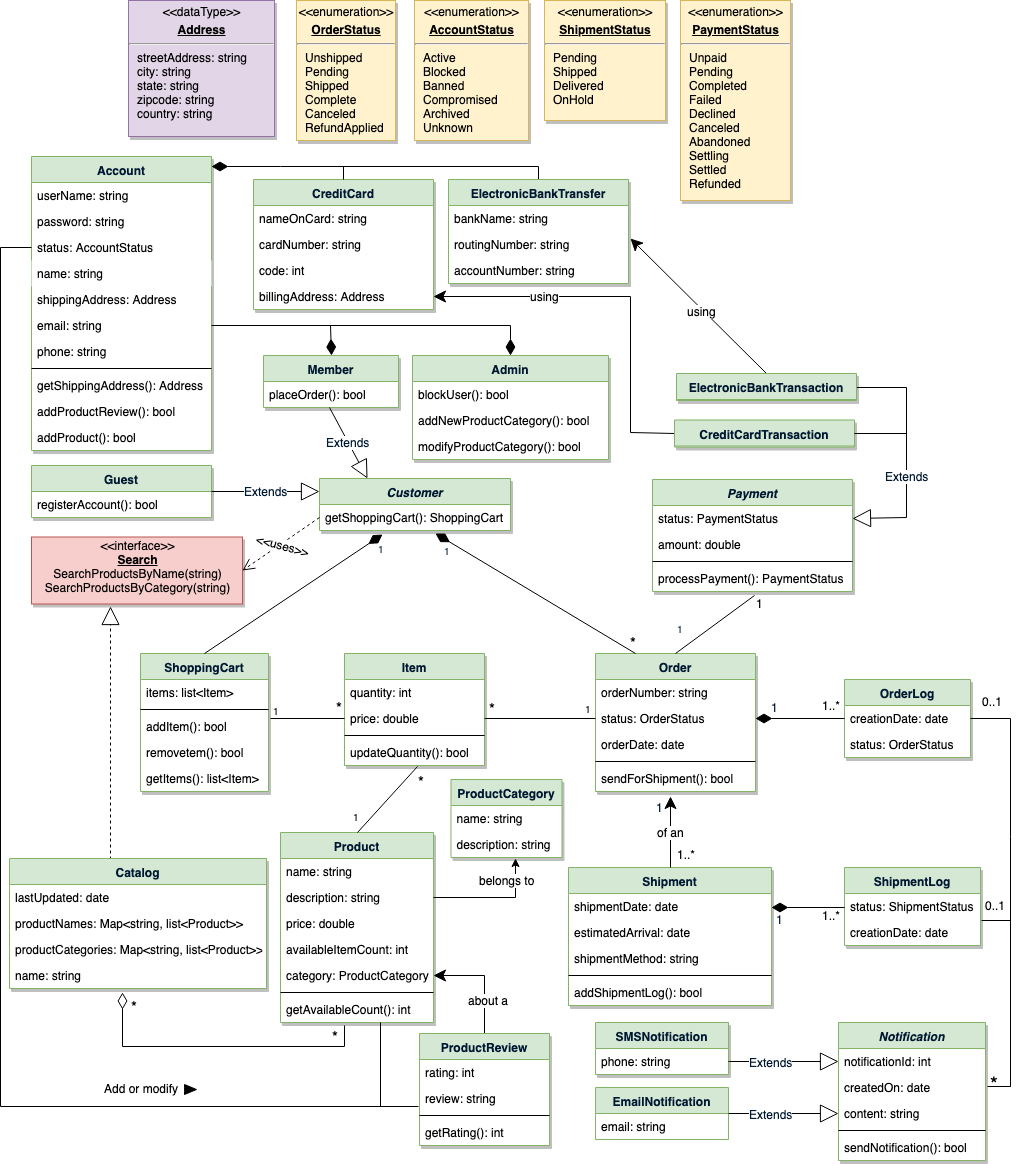 <<dataType>>
Address
streetAddress: string
city: string
state: string
zipcode: string
country: string
<<enumeration>>
OrderStatus
Unshipped
Pending
Shipped
Complete
Canceled
RefundApplied
<<enumeration>>
AccountStatus
Active
Blocked
Banned
Compromised
Archived
Unknown
<<enumeration>>
ShipmentStatus
Pending
Shipped
Delivered
OnHold
<<enumeration>>
PaymentStatus
Unpaid
Pending
Completed
Failed
Declined
Canceled
Abandoned
Settling
Settled
Refunded
Account
userName: string
password: string
status: AccountStatus
name: string
shippingAddress: Address
email: string
phone: string
getShippingAddress(): Address
addProductReview(): bool
addProduct(): bool
CreditCard
nameOnCard: string
cardNumber: string
code: int
billingAddress: Address
ElectronicBankTransfer
bankName: string
routingNumber: string
accountNumber: string
using
using
Member
placeOrder(): bool
Admin
blockUser(): bool
addNewProductCategory(): bool
modifyProductCategory(): bool
ElectronicBankTransaction
CreditCardTransaction
Extends
Extends
Guest
registerAccount(): bool
Extends
Customer
getShoppingCart(): ShoppingCart
Payment
status: PaymentStatus
amount: double
processPayment(): PaymentStatus
<<interface>>
Search
SearchProductsByName(string)
SearchProductsByCategory(string)
<<uses>>
1
1
1
1
*
ShoppingCart
items: list<Item>
addItem(): bool
removetem(): bool
getItems(): list<Item>
1
*
Item
quantity: int
price: double
updateQuantity(): bool
*
1
Order
orderNumber: string
status: OrderStatus
orderDate: date
sendForShipment(): bool
1
1..*
OrderLog
creationDate: date
status: OrderStatus
0..1
*
1
ProductCategory
name: string
description: string
belongs to
1
of an
1..*
Catalog
lastUpdated: date
productNames: Map<string, list<Product>>
productCategories: Map<string, list<Product>>
name: string
*
*
Product
name: string
description: string
price: double
availableItemCount: int
category: ProductCategory
getAvailableCount(): int
about a
Shipment
shipmentDate: date
estimatedArrival: date
shipmentMethod: string
addShipmentLog(): bool
1
1..*
ShipmentLog
status: ShipmentStatus
creationDate: date
0..1
ProductReview
rating: int
review: string
getRating(): int
Add or modify
SMSNotification
phone: string
Extends
EmailNotification
email: string
Extends
Notification
notificationId: int
createdOn: date
content: string
sendNotification(): bool
*